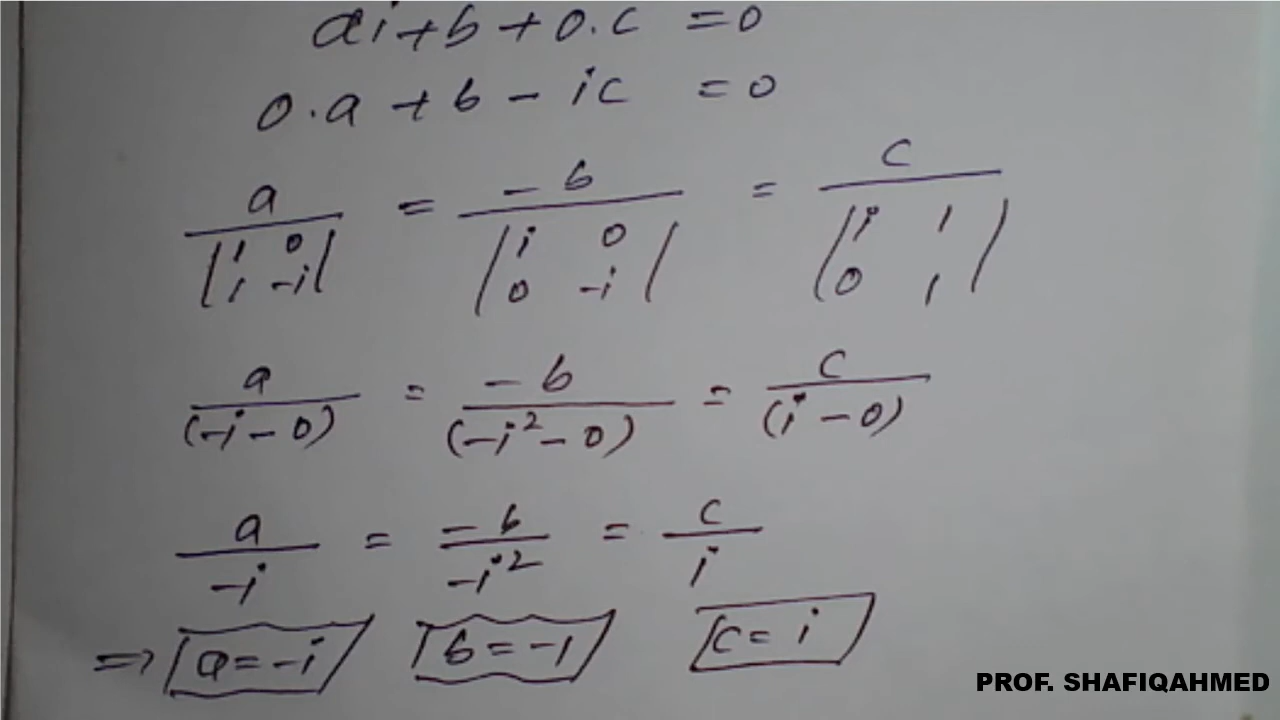 ai + b + 0.c = 0
0.a + b - ic = 0
a / |1 0; 1 -i| = -b / |i 0; 0 -i| = c / |i 1; 0 1|
a / (-i - 0) = -b / (-i² - 0) = c / (i - 0)
a / -i = -b / -i² = c / i
⇒ a = -i b = -1 c = i
PROF. SHAFIQAHMED